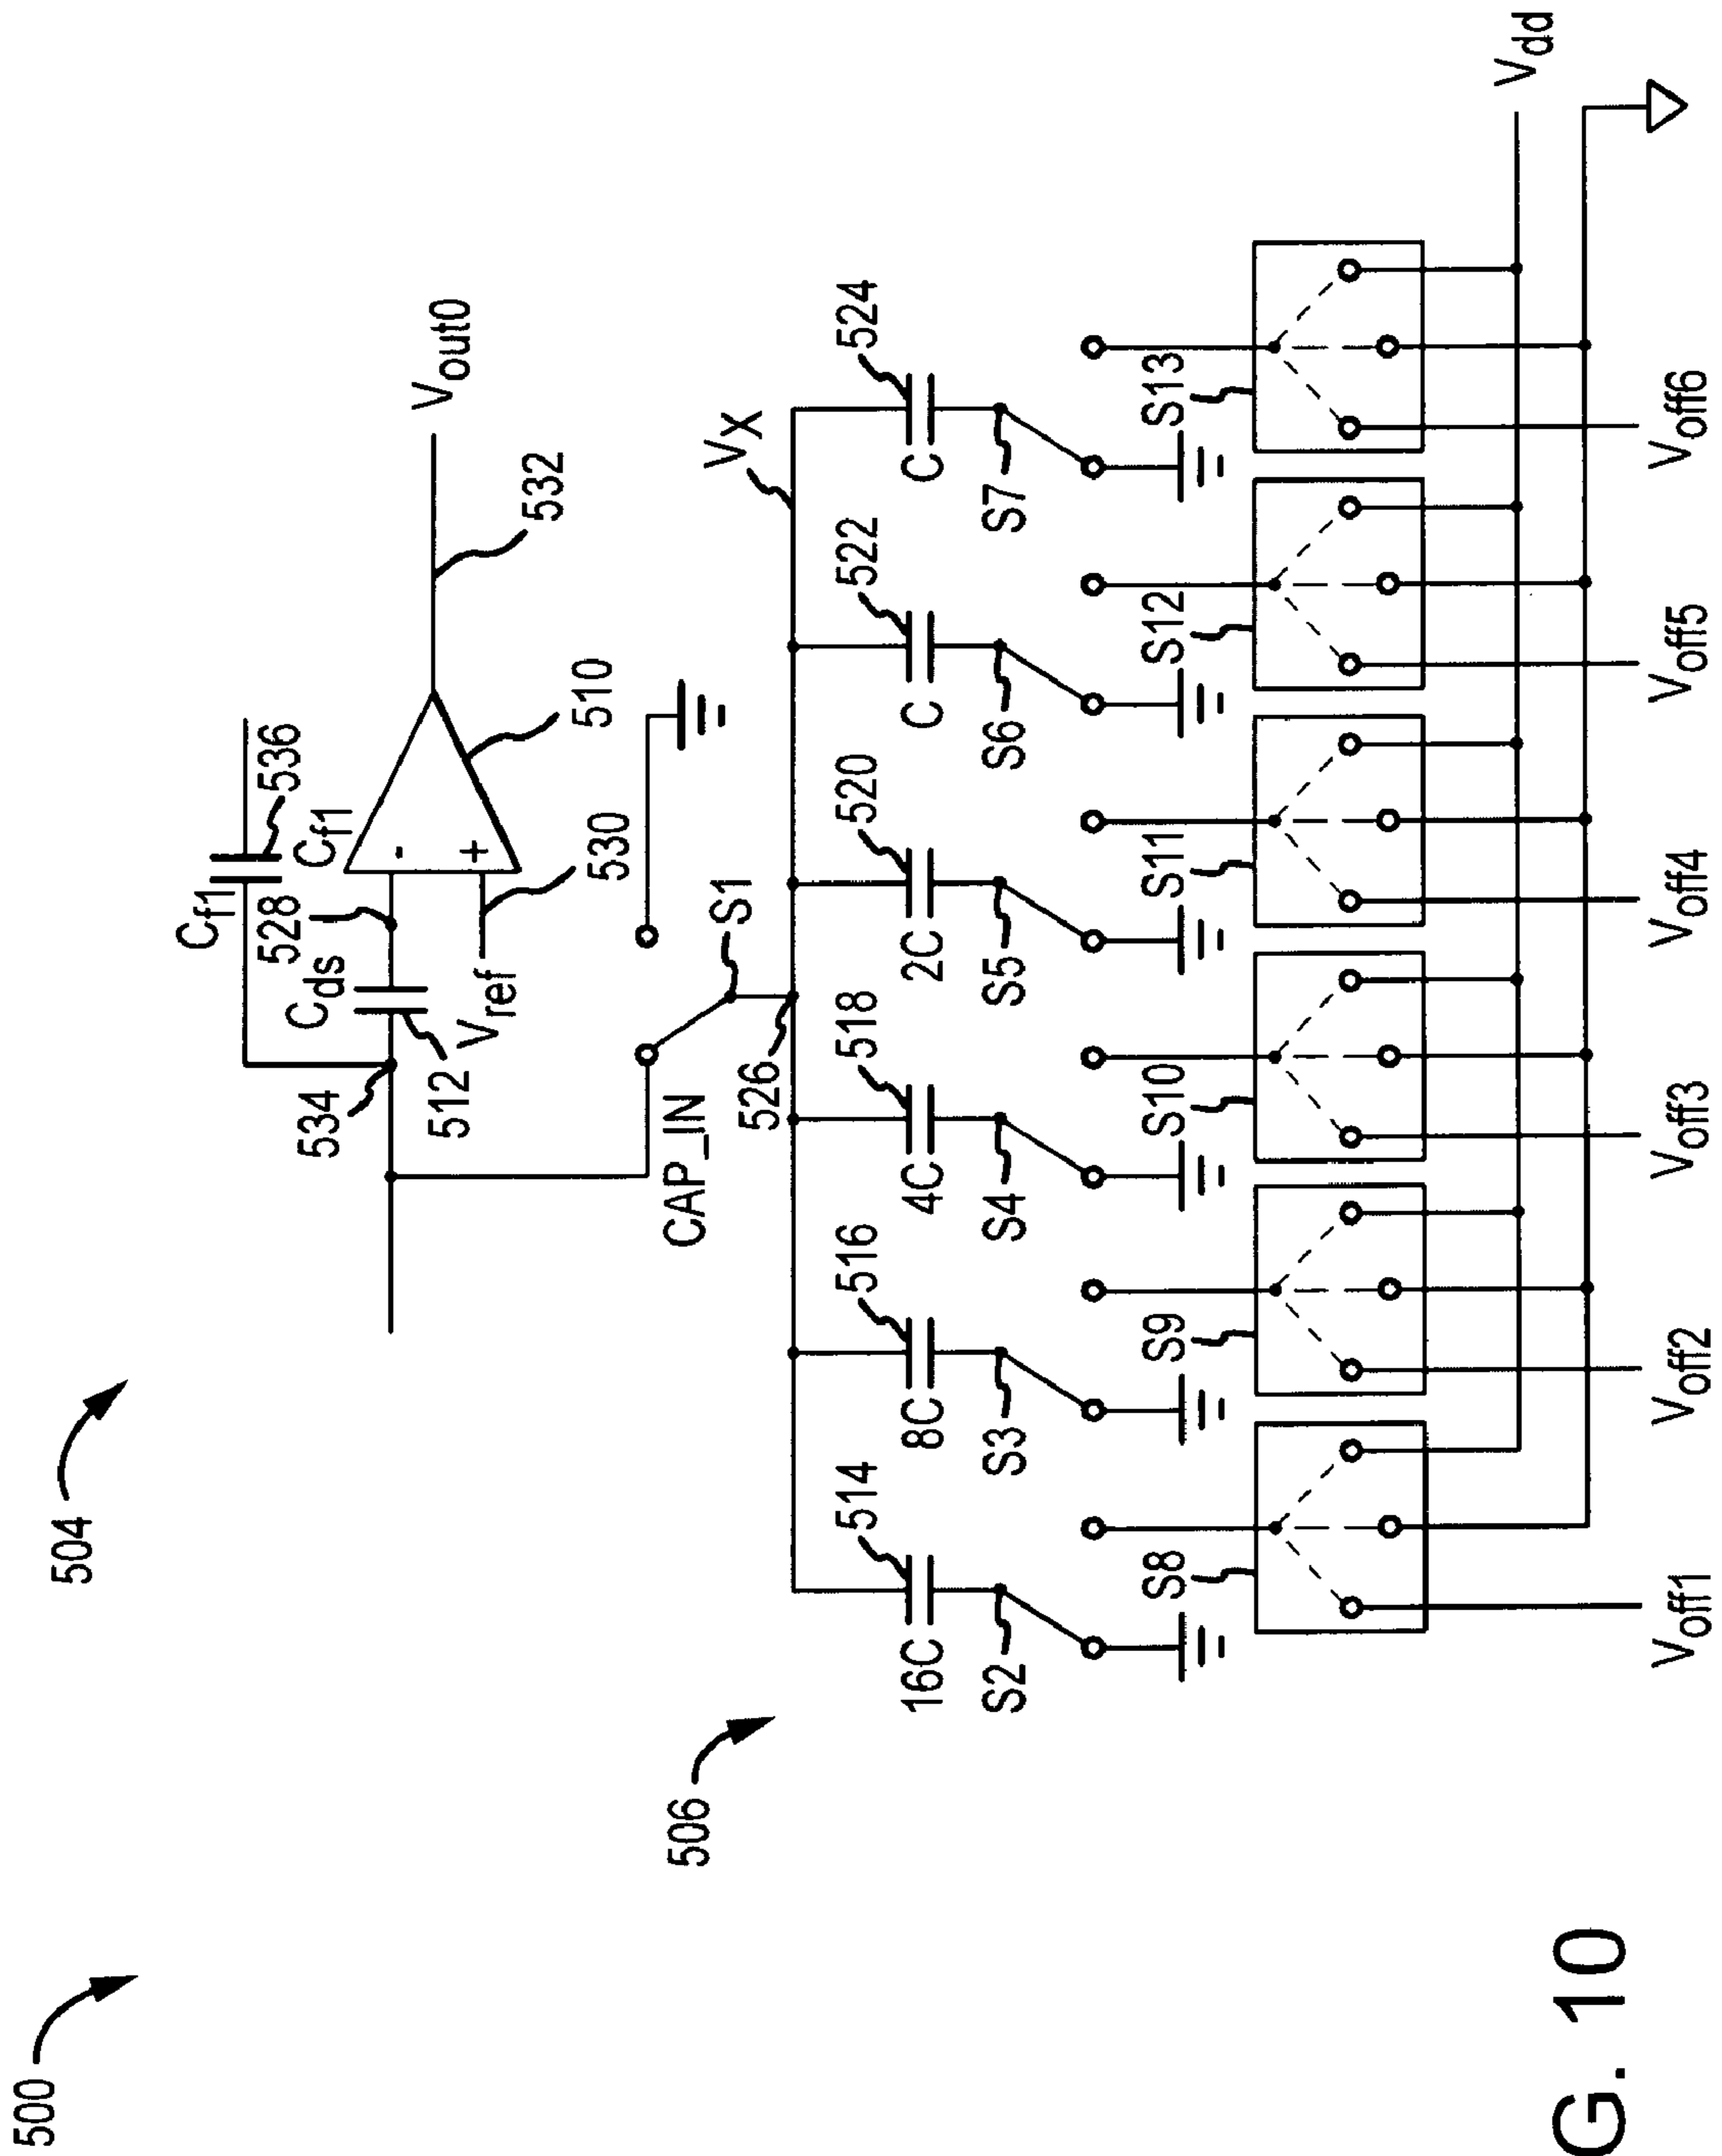 500
504
Cf1
536
528
Cf1
Vout0
Cds
-
+
532
534
512
Vref
510
530
CAP_IN
S1
506
526
VX
514
516
518
520
522
524
16C
8C
4C
2C
C
C
S2
S3
S4
S5
S6
S7
S8
S9
S10
S11
S12
S13
Vdd
Voff1
Voff2
Voff3
Voff4
Voff5
Voff6
G. 10